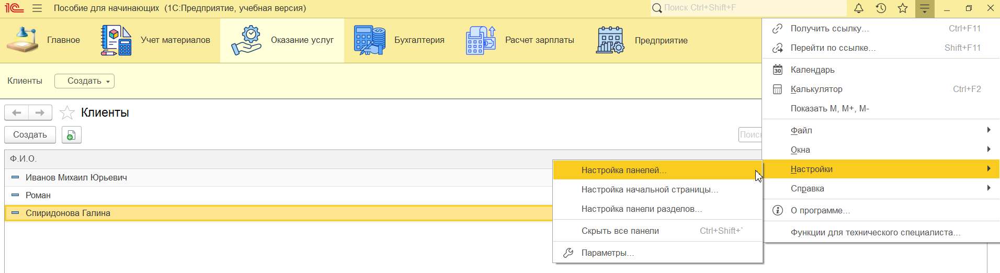 1С Пособие для начинающих (1С:Предприятие, учебная версия) Поиск Ctrl+Shift+F
Главное Учет материалов Оказание услуг Бухгалтерия Расчет зарплаты Предприятие
Клиенты Создать
Клиенты
Создать
Ф.И.О.
Иванов Михаил Юрьевич
Роман
Спиридонова Галина
Получить ссылку... Ctrl+F11
Перейти по ссылке... Shift+F11
30 Календарь
Калькулятор Ctrl+F2
Показать M, M+, M-
Файл
Окна
Настройки
Справка
О программе...
Функции для технического специалиста...
Настройка панелей...
Настройка начальной страницы...
Настройка панели разделов...
Скрыть все панели Ctrl+Shift+`
Параметры...